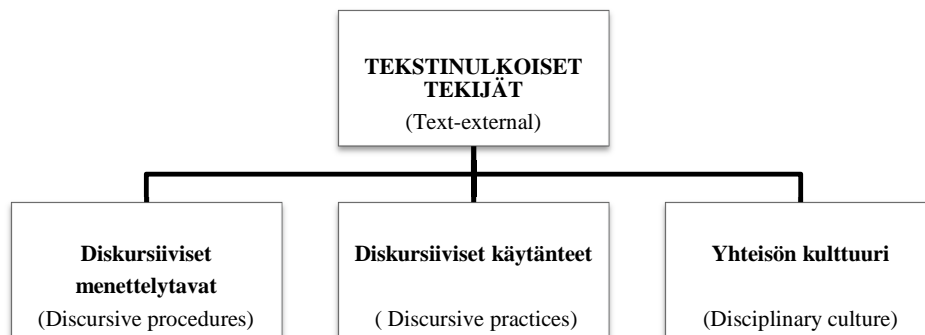 TEKSTINULKOISET
TEKIJÄT
(Text-external)
Diskursiiviset
menettelytavat
(Discursive procedures)
Diskursiiviset käytänteet
( Discursive practices)
Yhteisön kulttuuri
(Disciplinary culture)